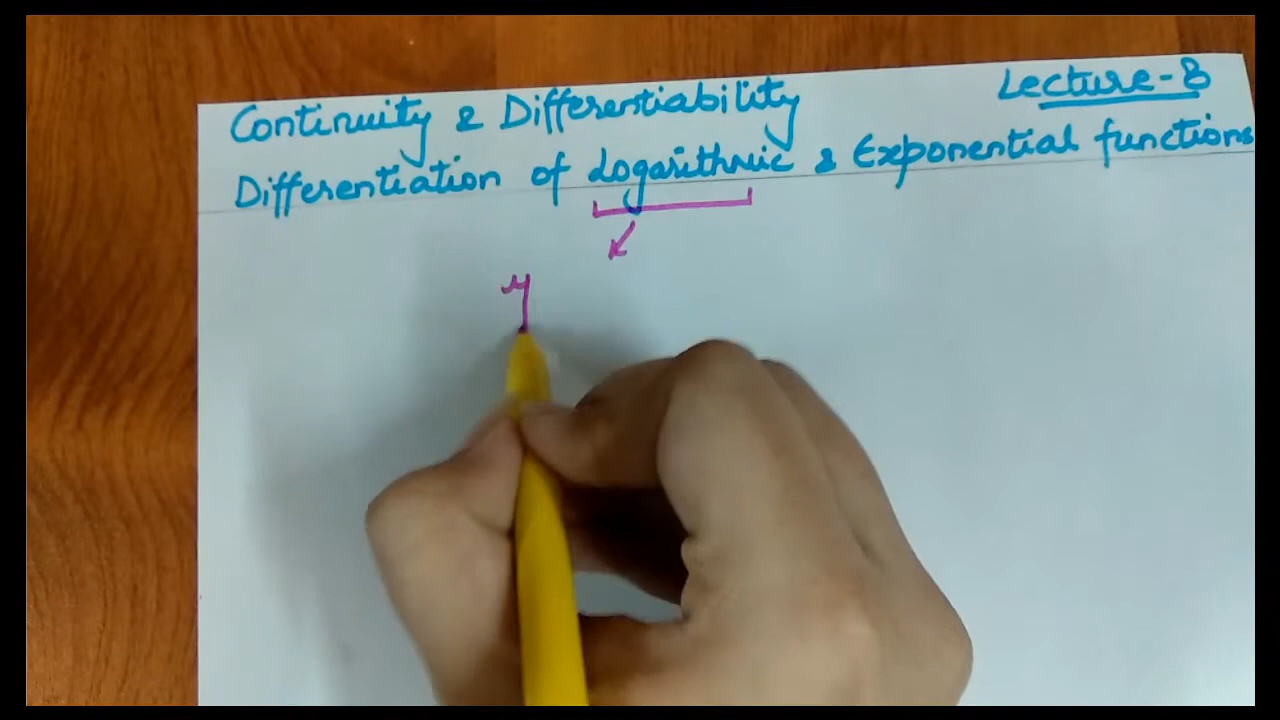 Lecture-8
Continuity & Differentiability
Differentiation of Logarithmic & Exponential functions
y